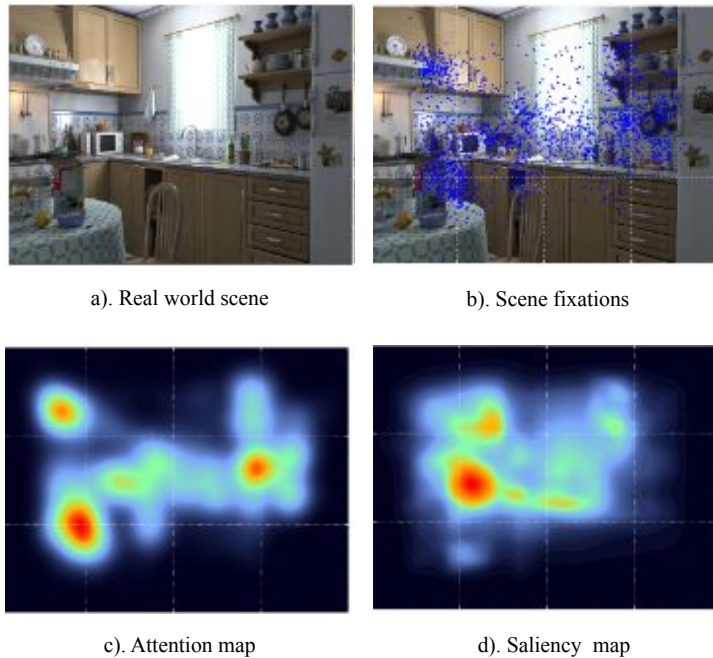 a). Real world scene
b). Scene fixations
c). Attention map
d). Saliency map